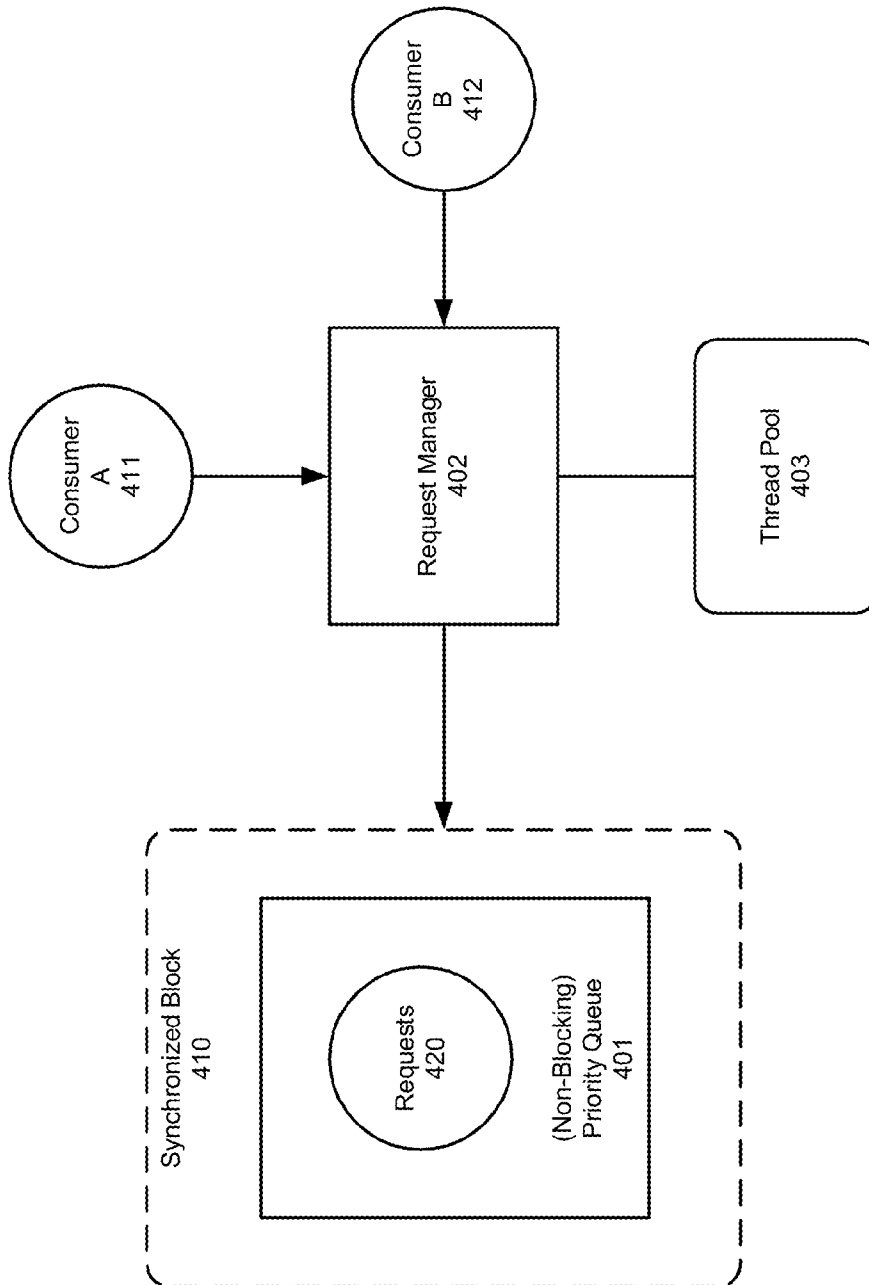 Synchronized Block
410
Requests
420
(Non-Blocking)
Priority Queue
401
Consumer
A
411
Request Manager
402
Thread Pool
403
Consumer
B
412